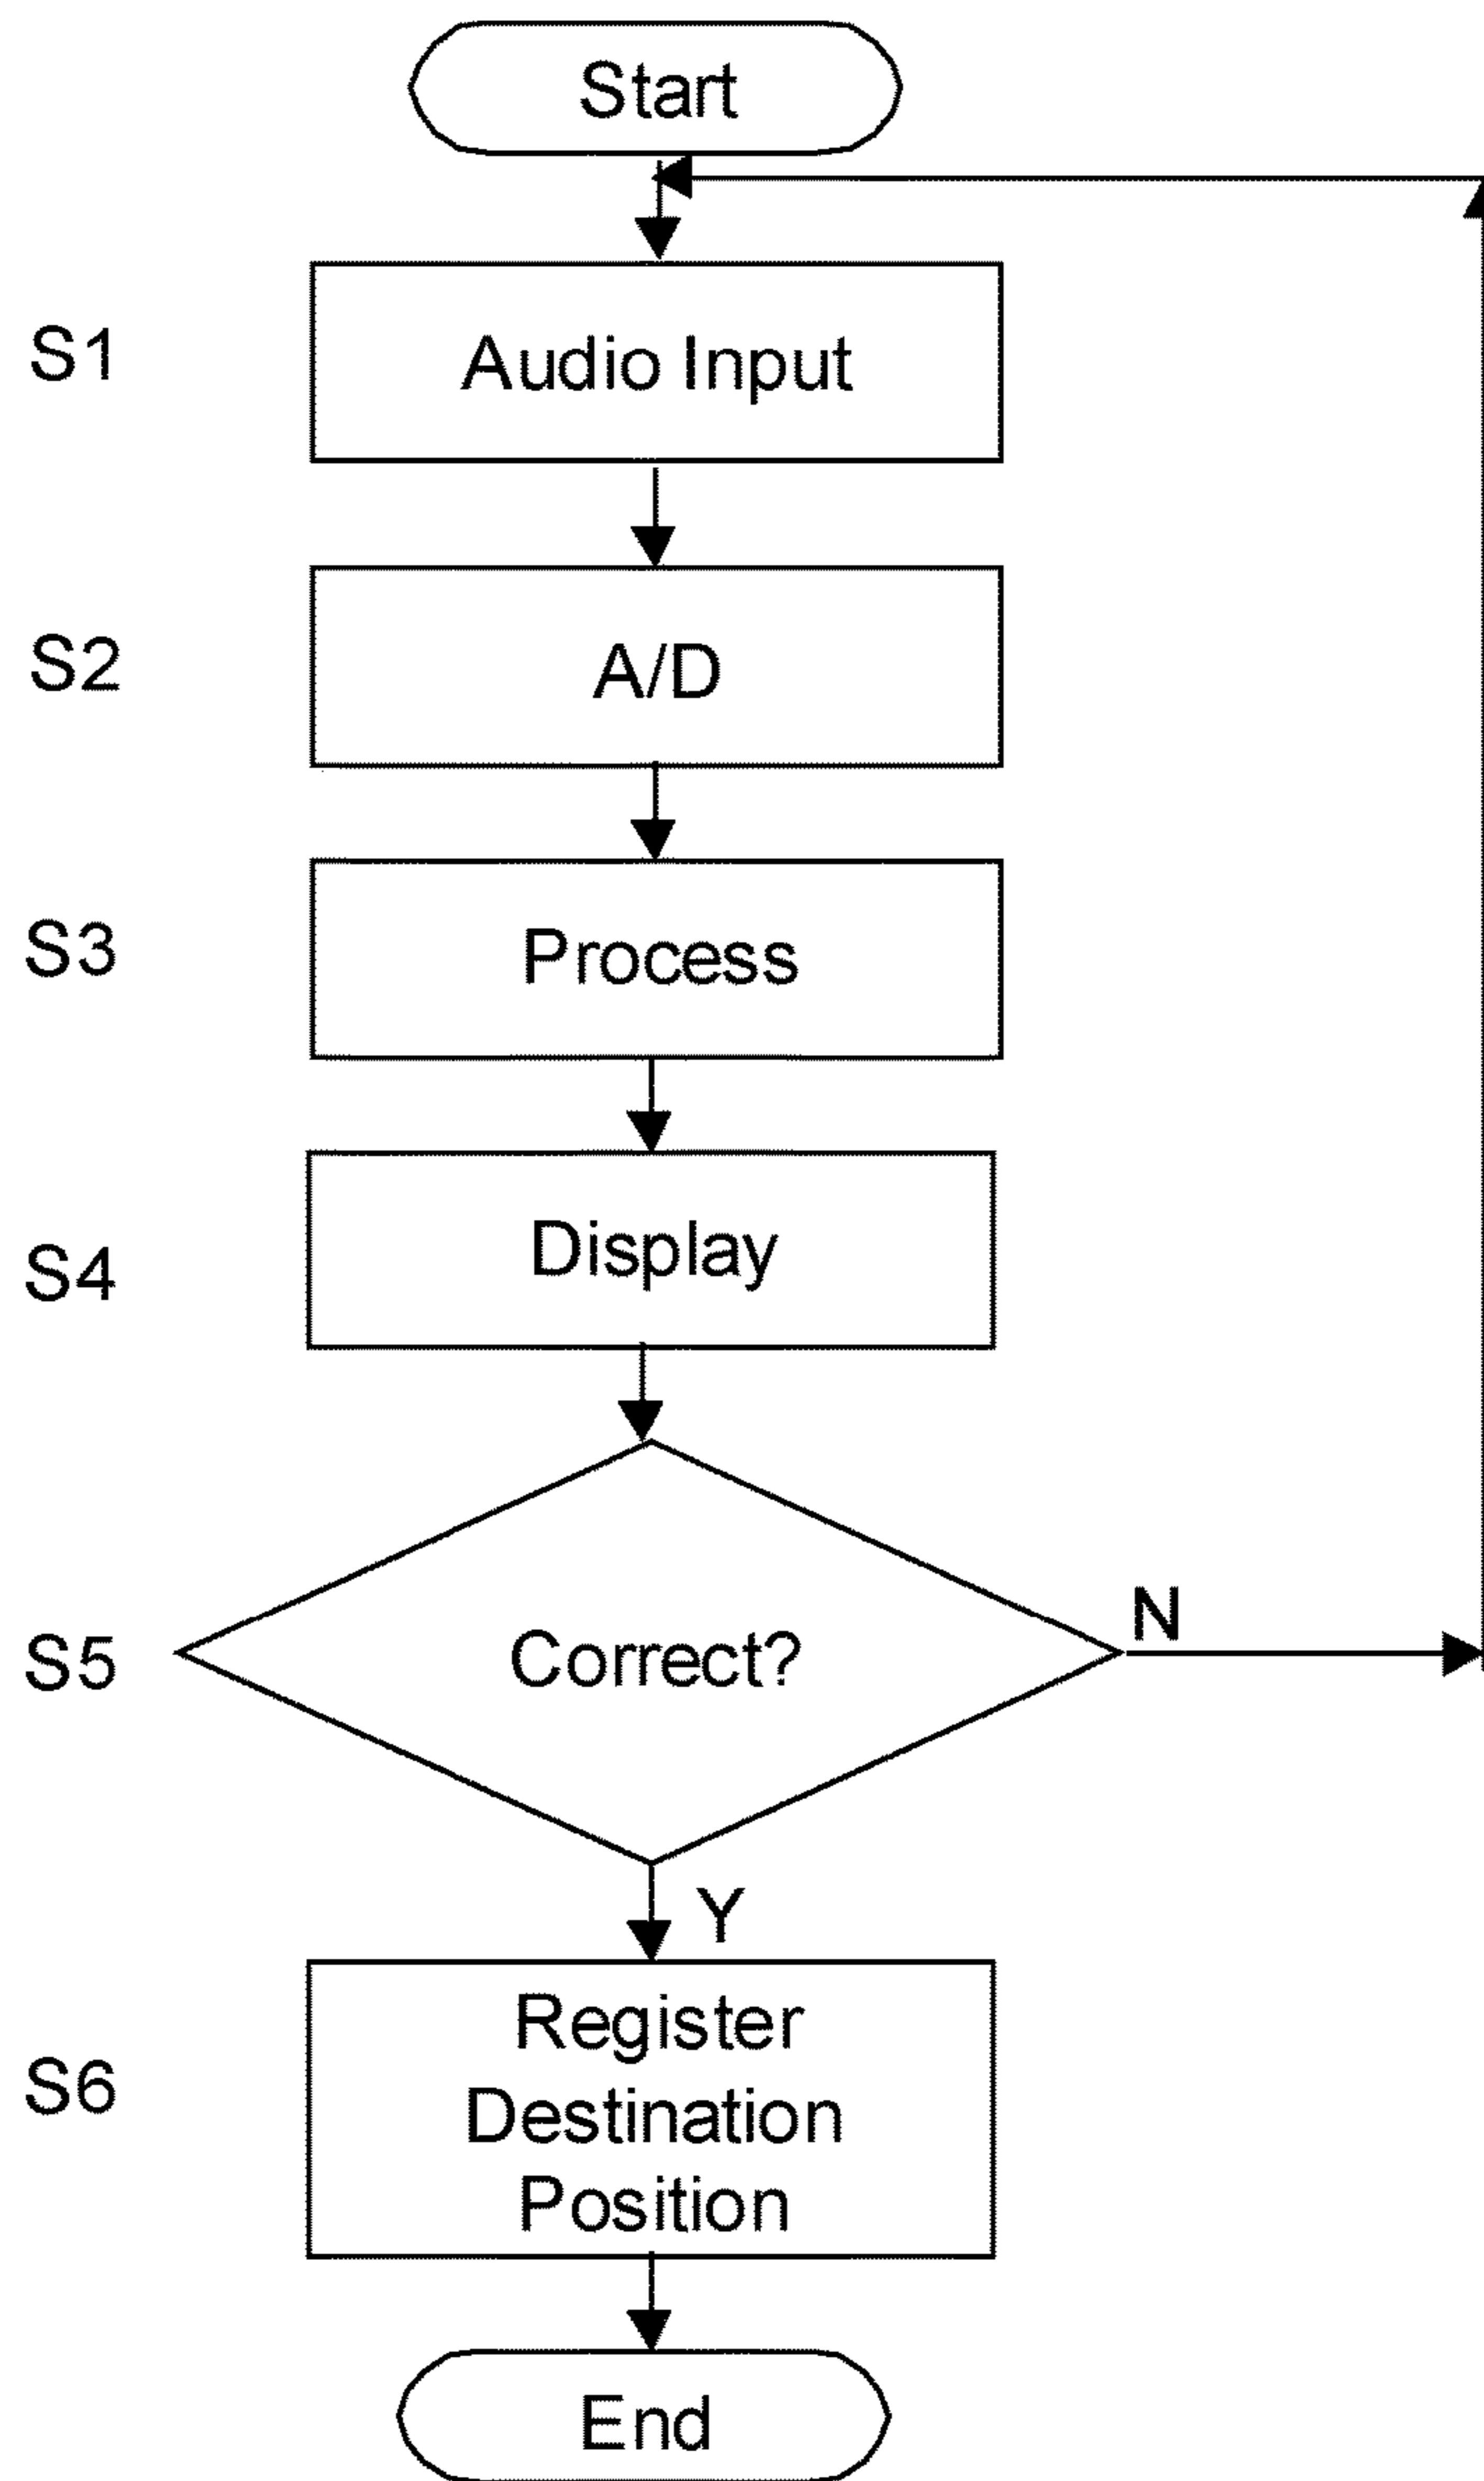 Start
S1
Audio Input
S2
A/D
S3
Process
S4
Display
S5
Correct?
N
Y
S6
Register
Destination
Position
End